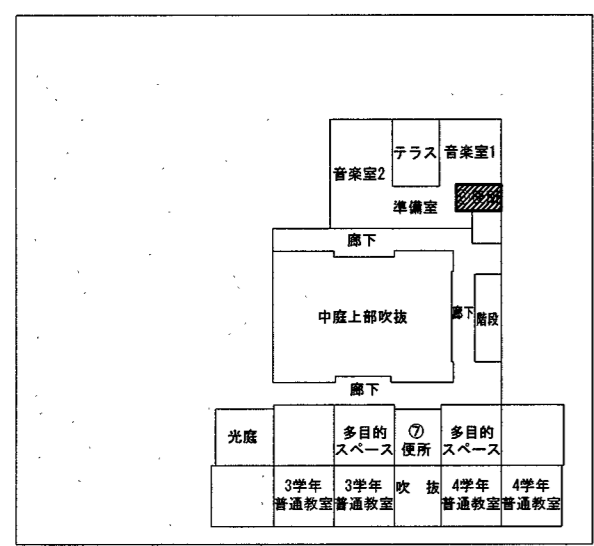 テラス
音楽室1
音楽室2
準備室
廊下
中庭上部吹抜
廊下
階段
廊下
光庭
多目的
スペース
⑦
便所
多目的
スペース
3学年
普通教室
3学年
普通教室
吹 抜
4学年
普通教室
4学年
普通教室